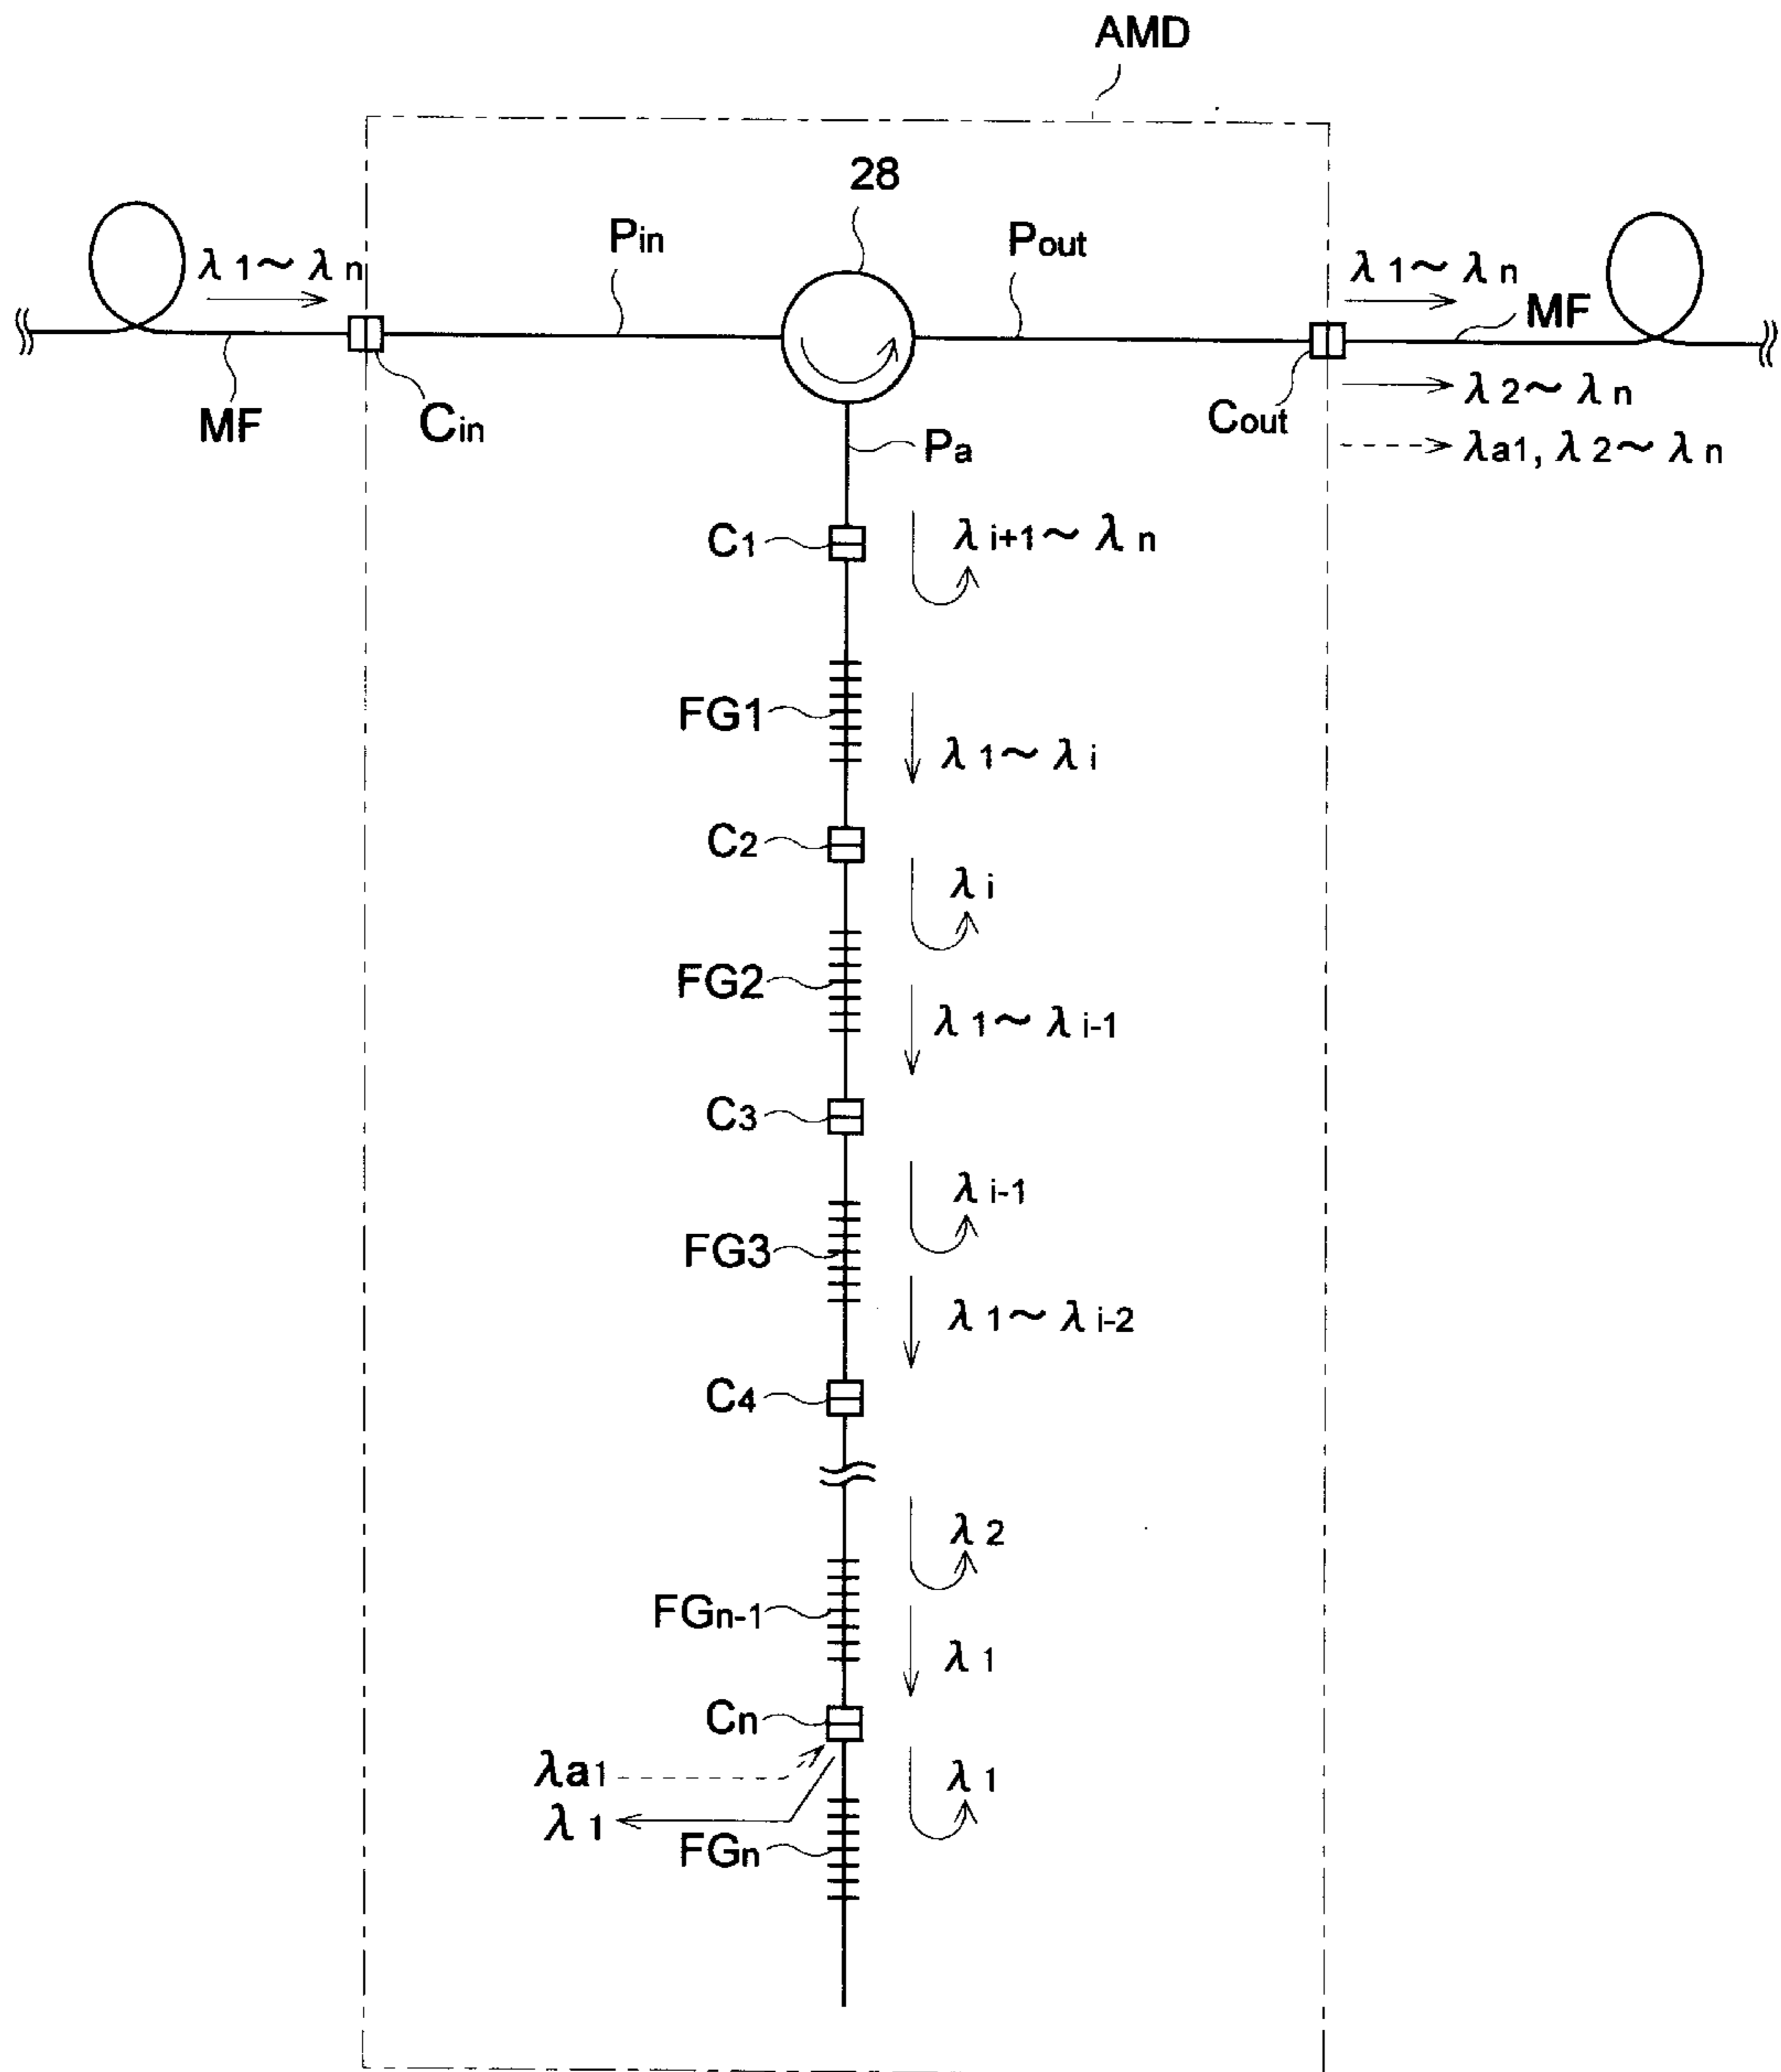 AMD
28
Pin
Pout
λ 1～λ n
λ 1～λ n
MF
MF
Cin
Cout
λ 2～λ n
λa1, λ 2～λ n
Pa
C1
λ i+1～λ n
FG1
λ 1～λ i
C2
λ i
FG2
λ 1～λ i-1
C3
λ i-1
FG3
λ 1～λ i-2
C4
λ 2
FGn-1
λ 1
Cn
λa1
λ 1
λ 1
FGn